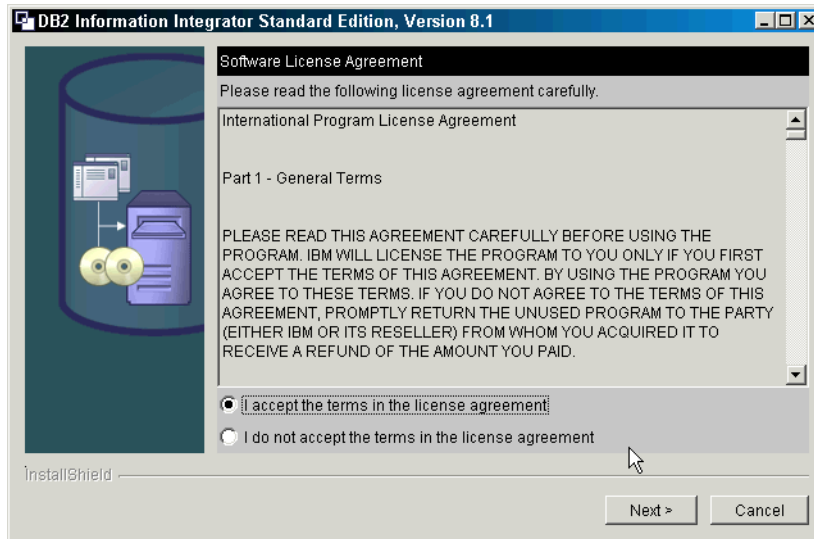 DB2 Information Integrator Standard Edition, Version 8.1
Software License Agreement
Please read the following license agreement carefully.
International Program License Agreement
Part 1 - General Terms
PLEASE READ THIS AGREEMENT CAREFULLY BEFORE USING THE
PROGRAM. IBM WILL LICENSE THE PROGRAM TO YOU ONLY IF YOU FIRST
ACCEPT THE TERMS OF THIS AGREEMENT. BY USING THE PROGRAM YOU
AGREE TO THESE TERMS. IF YOU DO NOT AGREE TO THE TERMS OF THIS
AGREEMENT, PROMPTLY RETURN THE UNUSED PROGRAM TO THE PARTY
(EITHER IBM OR ITS RESELLER) FROM WHOM YOU ACQUIRED IT TO
RECEIVE A REFUND OF THE AMOUNT YOU PAID.
I accept the terms in the license agreement
I do not accept the terms in the license agreement
InstallShield
Next >
Cancel